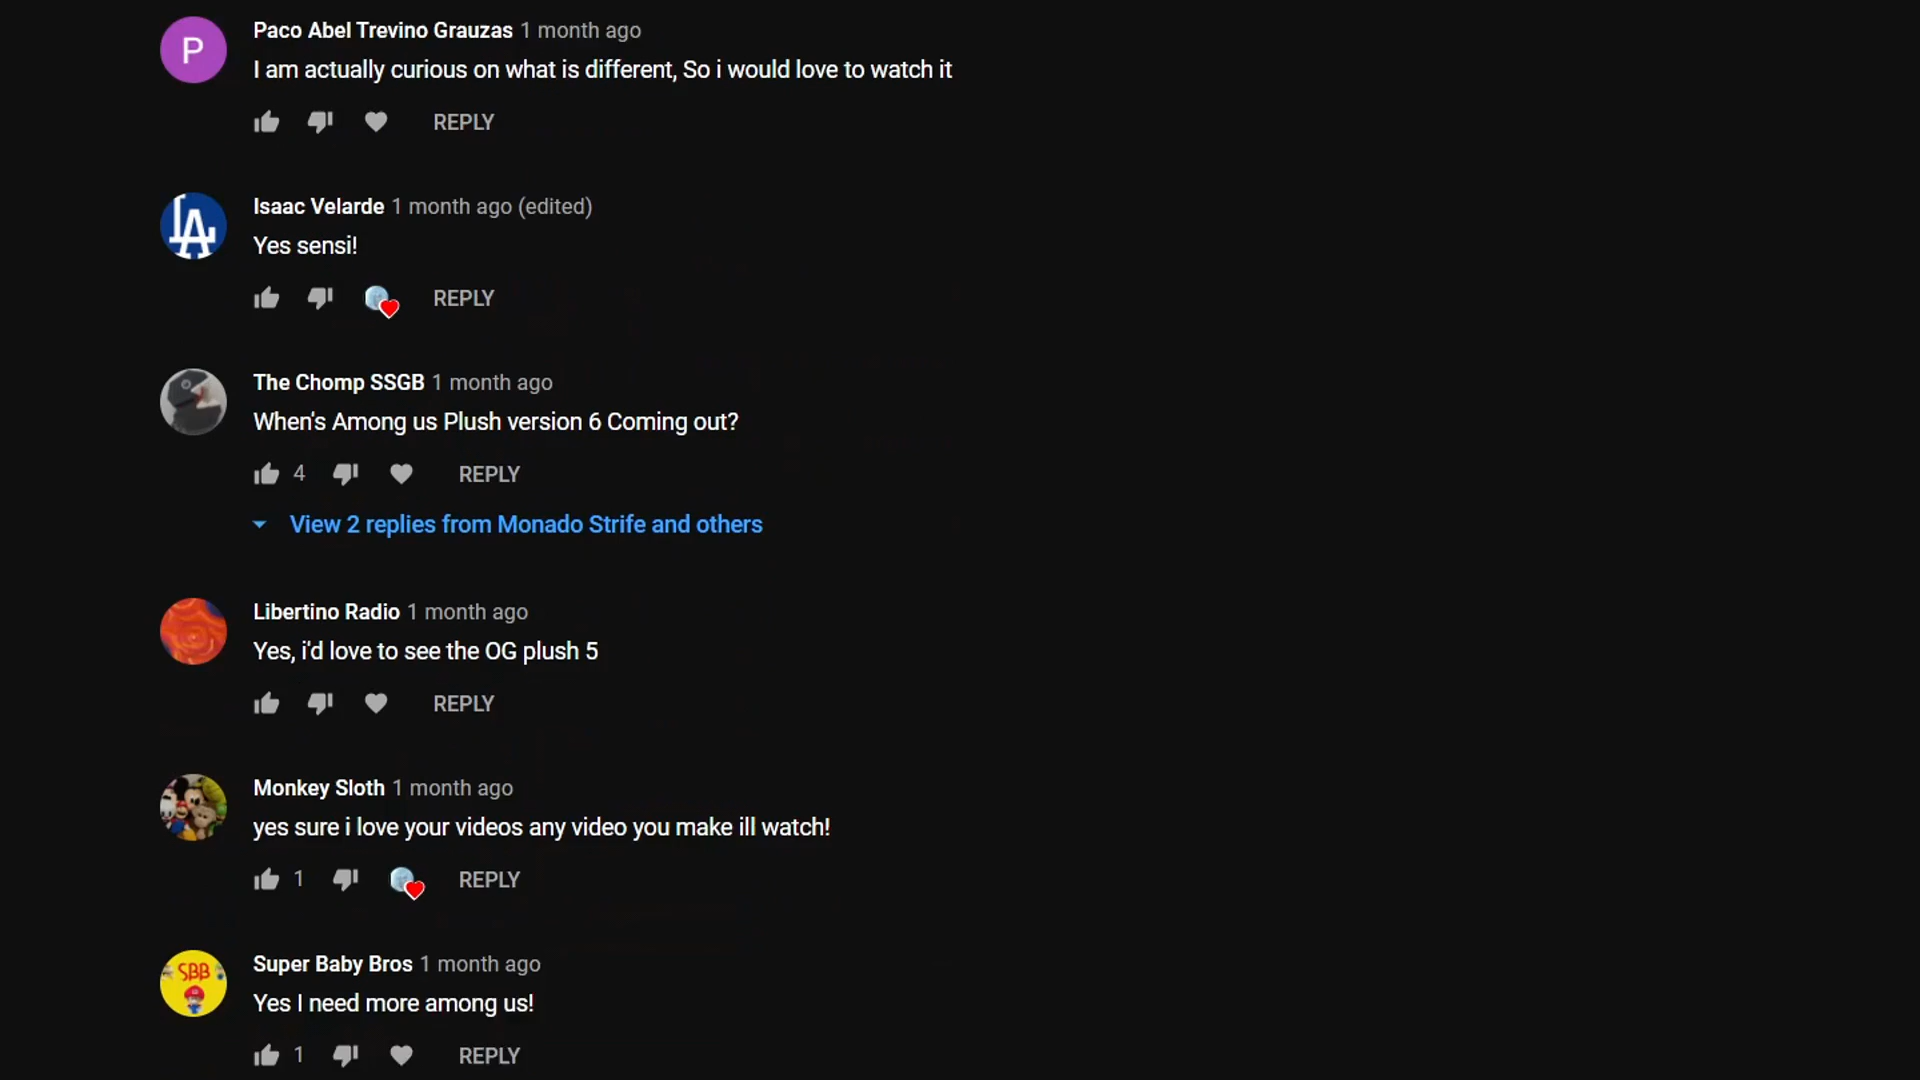 P
Paco Abel Trevino Grauzas 1 month ago
I am actually curious on what is different, So i would love to watch it
REPLY
LA
Isaac Velarde 1 month ago (edited)
Yes sensi!
REPLY
The Chomp SSGB 1 month ago
When's Among us Plush version 6 Coming out?
4 REPLY
View 2 replies from Monado Strife and others
Libertino Radio 1 month ago
Yes, i'd love to see the OG plush 5
REPLY
Monkey Sloth 1 month ago
yes sure i love your videos any video you make ill watch!
1 REPLY
SBB
Super Baby Bros 1 month ago
Yes I need more among us!
1 REPLY